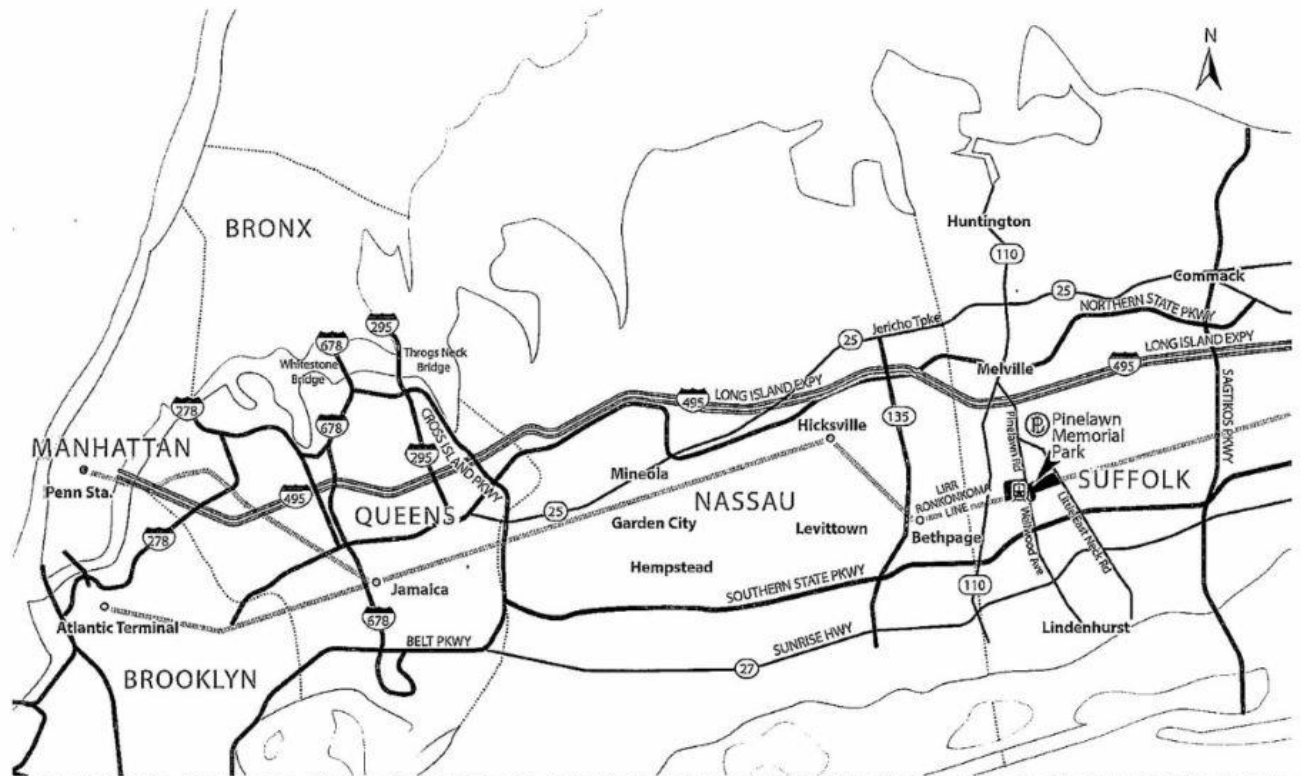 N
BRONX
Huntington
110
Commack
25
NORTHERN STATE PKWY
295
Jericho Tpke
25
678
Throgs Neck
Bridge
Whitestone
Bridge
LONG ISLAND EXPY
495
Melville
LONG ISLAND EXPY
495
278
678
CROSS ISLAND PKWY
135
Hicksville
Pinelawn Rd
Pinelawn
Memorial
Park
SAGTIKOS PKWY
MANHATTAN
Penn Sta.
295
Mineola
495
QUEENS
25
NASSAU
Garden City
Levittown
LIRR
RONKONKOMA
LINE
SUFFOLK
278
Bethpage
Wellwood Ave
Little East Neck Rd
Hempstead
Jamaica
SOUTHERN STATE PKWY
110
Atlantic Terminal
678
BELT PKWY
SUNRISE HWY
Lindenhurst
BROOKLYN
27